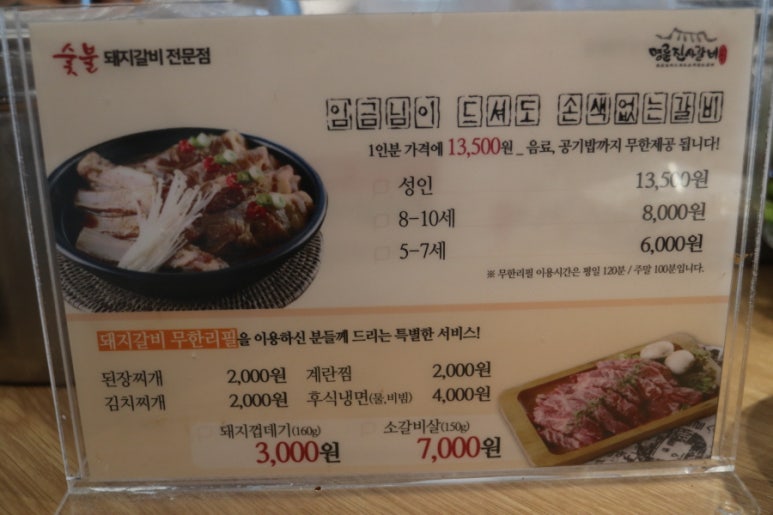 숯불 돼지갈비 전문점
명륜진사갈비
임금님이 드셔도 손색없는갈비
1인분 가격에 13,500원_ 음료, 공기밥까지 무한제공 됩니다!
성인 13,500원
8-10세 8,000원
5-7세 6,000원
※ 무한리필 이용시간은 평일 120분 / 주말 100분입니다.
돼지갈비 무한리필을 이용하신 분들께 드리는 특별한 서비스!
된장찌개 2,000원 계란찜 2,000원
김치찌개 2,000원 후식냉면(물,비빔) 4,000원
돼지껍데기(160g) 소갈비살(150g)
3,000원 7,000원